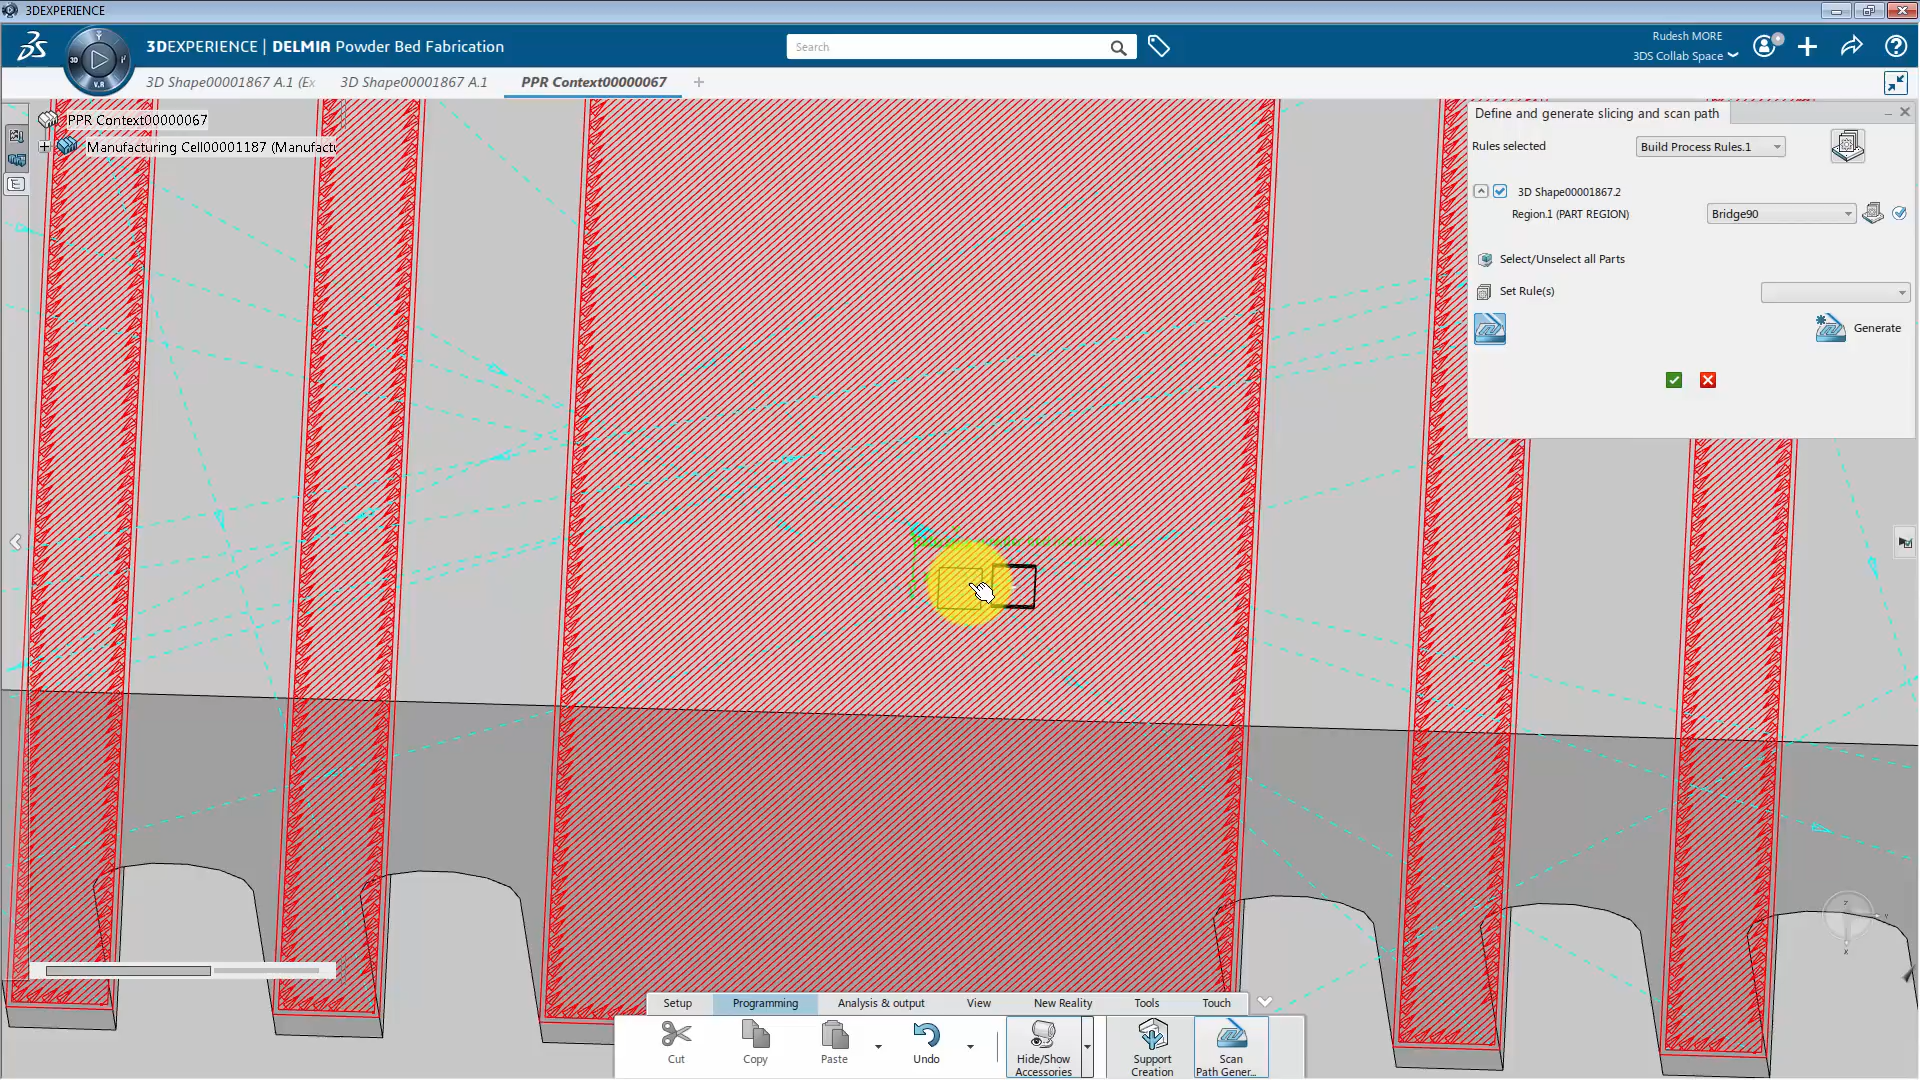 3DEXPERIENCE
3DEXPERIENCE | DELMIA Powder Bed Fabrication
Search
Rudesh MORE
3DS Collab Space
3D
V.R
3D Shape00001867 A.1 (Ex
3D Shape00001867 A.1
PPR Context00000067
PPR Context00000067
Manufacturing Cell00001187 (Manufactu
Define and generate slicing and scan path
Rules selected
Build Process Rules.1
3D Shape00001867.2
Region.1 (PART REGION)
Bridge90
Select/Unselect all Parts
Set Rule(s)
Generate
Setup
Programming
Analysis & output
View
New Reality
Tools
Touch
Cut
Copy
Paste
Undo
Hide/Show
Accessories
Support
Creation
Scan
Path Gener...